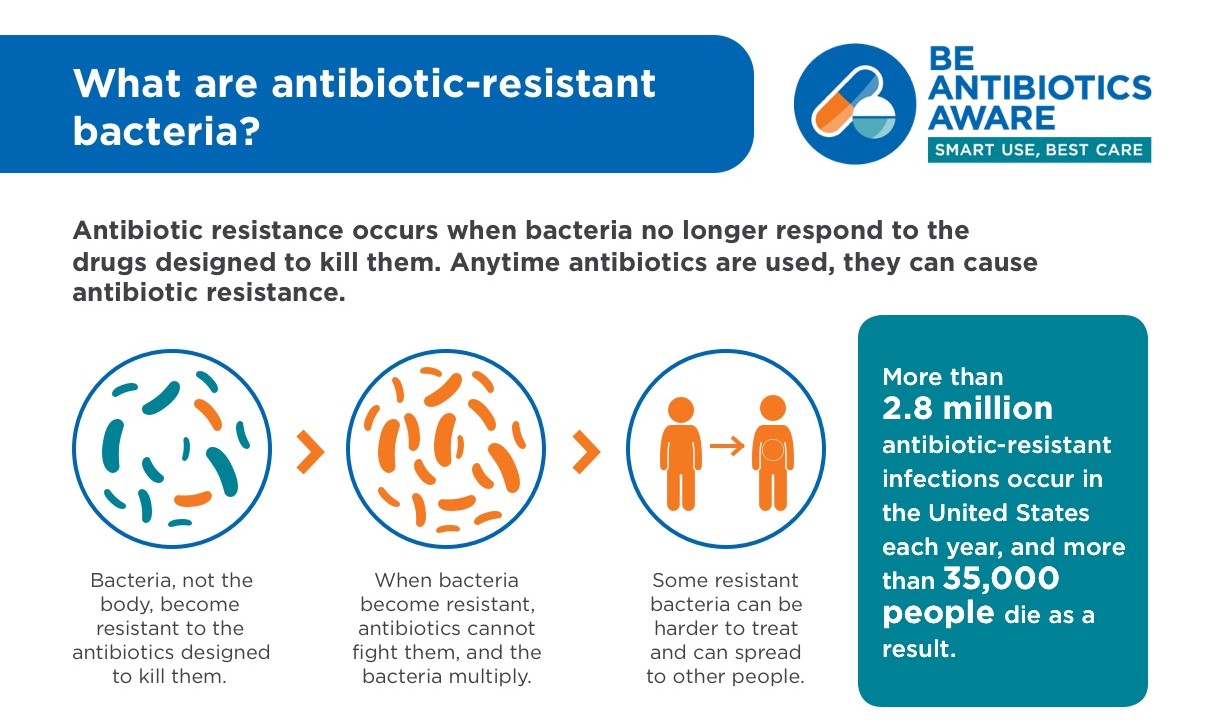 What are antibiotic-resistant
bacteria?
BE
ANTIBIOTICS
AWARE
SMART USE, BEST CARE
Antibiotic resistance occurs when bacteria no longer respond to the
drugs designed to kill them. Anytime antibiotics are used, they can cause
antibiotic resistance.
Bacteria, not the
body, become
resistant to the
antibiotics designed
to kill them.
When bacteria
become resistant,
antibiotics cannot
fight them, and the
bacteria multiply.
Some resistant
bacteria can be
harder to treat
and can spread
to other people.
More than
2.8 million
antibiotic-resistant
infections occur in
the United States
each year, and more
than 35,000
people die as a
result.